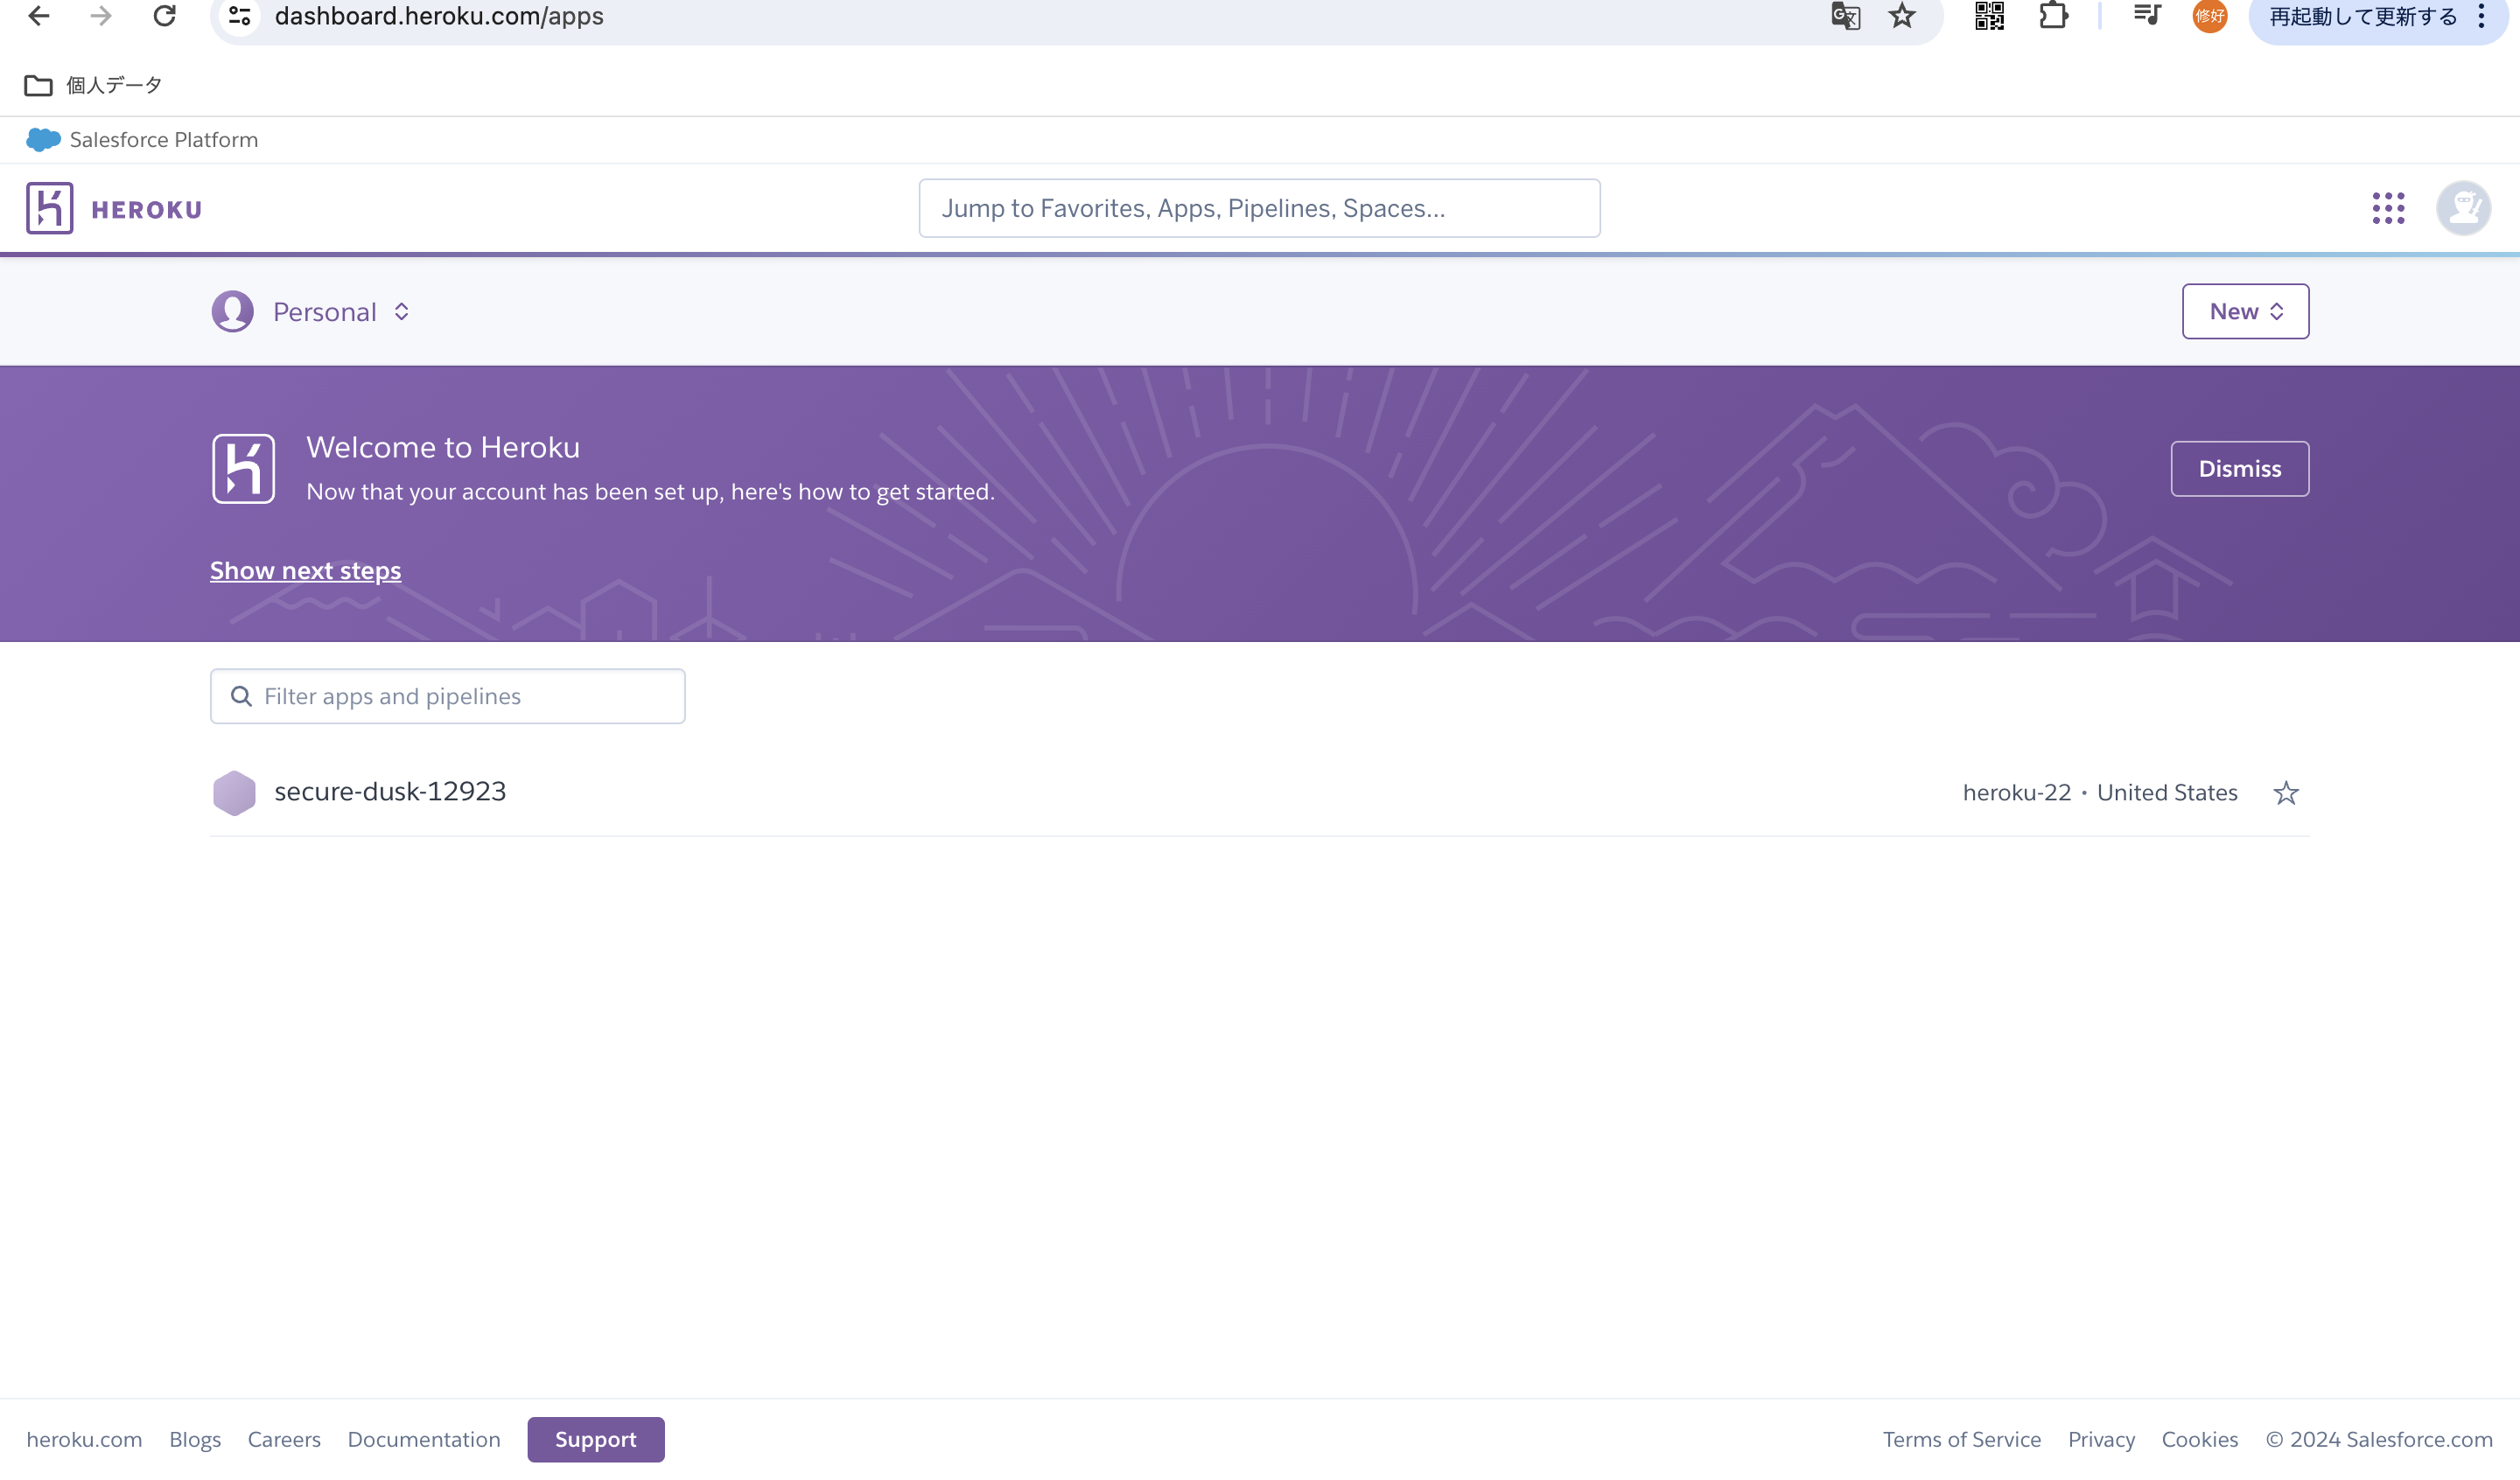 dashboard.heroku.com/apps
修好
再起動して更新する
個人データ
Salesforce Platform
HEROKU
Jump to Favorites, Apps, Pipelines, Spaces...
Personal
New
Welcome to Heroku
Now that your account has been set up, here's how to get started.
Dismiss
Show next steps
Filter apps and pipelines
secure-dusk-12923
heroku-22 • United States
heroku.com Blogs Careers Documentation Support Terms of Service Privacy Cookies © 2024 Salesforce.com